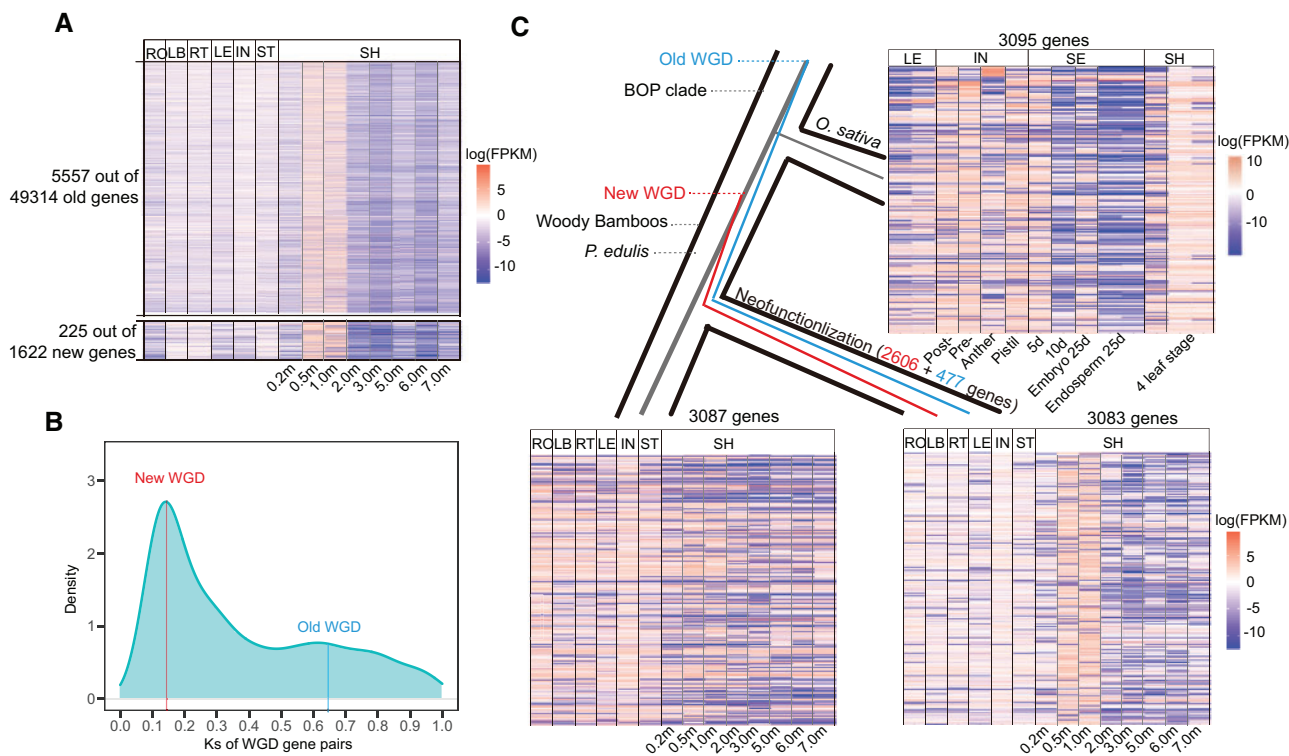 A
RO LB RT LE IN ST SH
5557 out of
49314 old genes
225 out of
1622 new genes
0.2m 0.5m 1.0m 2.0m 3.0m 5.0m 6.0m 7.0m
log(FPKM)
5
0
-5
-10
B
New WGD
Old WGD
Density
3
2
1
0
0.0 0.1 0.2 0.3 0.4 0.5 0.6 0.7 0.8 0.9 1.0
Ks of WGD gene pairs
C
Old WGD
BOP clade
O. sativa
New WGD
Woody Bamboos
P. edulis
Neofunctionlization (2606 + 477 genes)
3095 genes
LE IN SE SH
Post- Pre- Anther Pistil 5d 10d Embryo 25d Endosperm 25d 4 leaf stage
log(FPKM)
10
0
-10
3087 genes
RO LB RT LE IN ST SH
0.2m 0.5m 1.0m 2.0m 3.0m 5.0m 6.0m 7.0m
3083 genes
RO LB RT LE IN ST SH
0.2m 0.5m 1.0m 2.0m 3.0m 5.0m 6.0m 7.0m
log(FPKM)
10
5
0
-5
-10